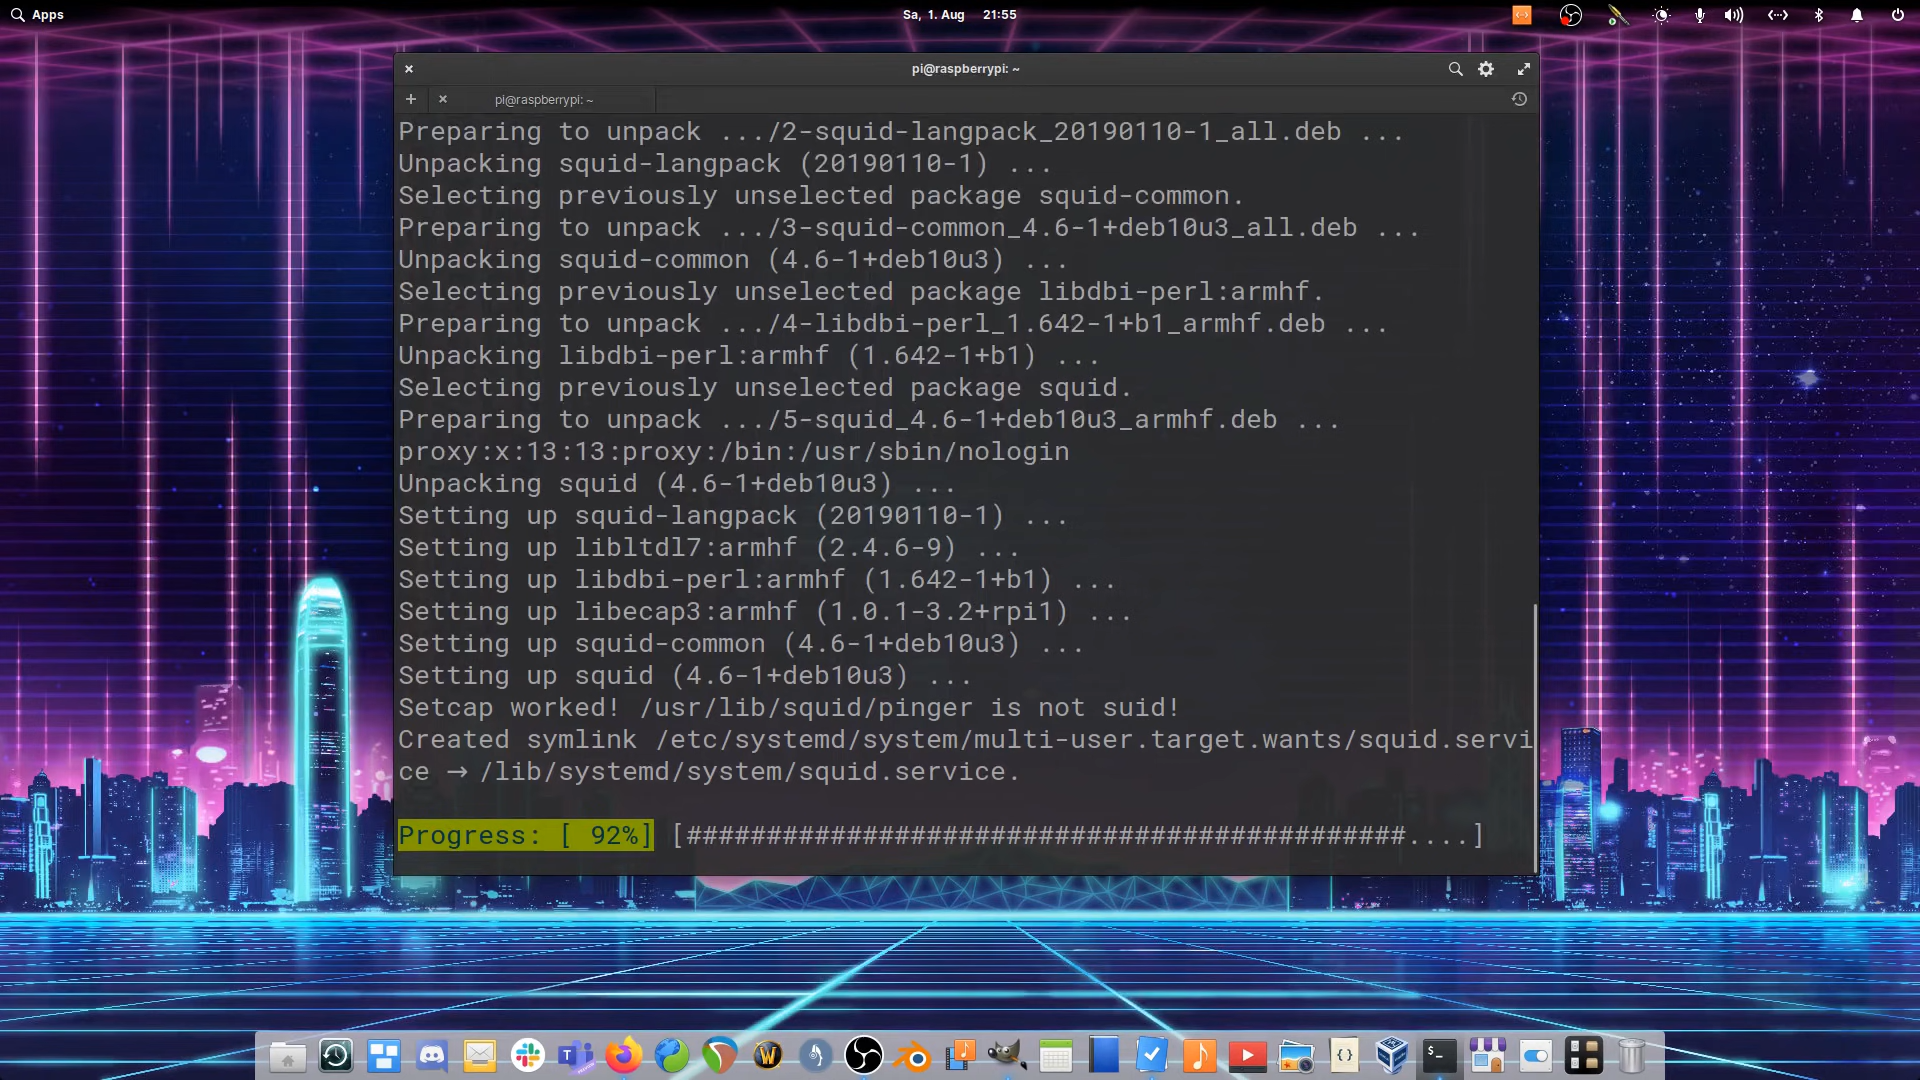 Apps
Sa, 1. Aug 21:55
pi@raspberrypi: ~
pi@raspberrypi: ~
Preparing to unpack .../2-squid-langpack_20190110-1_all.deb ...
Unpacking squid-langpack (20190110-1) ...
Selecting previously unselected package squid-common.
Preparing to unpack .../3-squid-common_4.6-1+deb10u3_all.deb ...
Unpacking squid-common (4.6-1+deb10u3) ...
Selecting previously unselected package libdbi-perl:armhf.
Preparing to unpack .../4-libdbi-perl_1.642-1+b1_armhf.deb ...
Unpacking libdbi-perl:armhf (1.642-1+b1) ...
Selecting previously unselected package squid.
Preparing to unpack .../5-squid_4.6-1+deb10u3_armhf.deb ...
proxy:x:13:13:proxy:/bin:/usr/sbin/nologin
Unpacking squid (4.6-1+deb10u3) ...
Setting up squid-langpack (20190110-1) ...
Setting up libltdl7:armhf (2.4.6-9) ...
Setting up libdbi-perl:armhf (1.642-1+b1) ...
Setting up libecap3:armhf (1.0.1-3.2+rpi1) ...
Setting up squid-common (4.6-1+deb10u3) ...
Setting up squid (4.6-1+deb10u3) ...
Setcap worked! /usr/lib/squid/pinger is not suid!
Created symlink /etc/systemd/system/multi-user.target.wants/squid.servi
ce → /lib/systemd/system/squid.service.
Progress: [ 92%] [#############################################....]